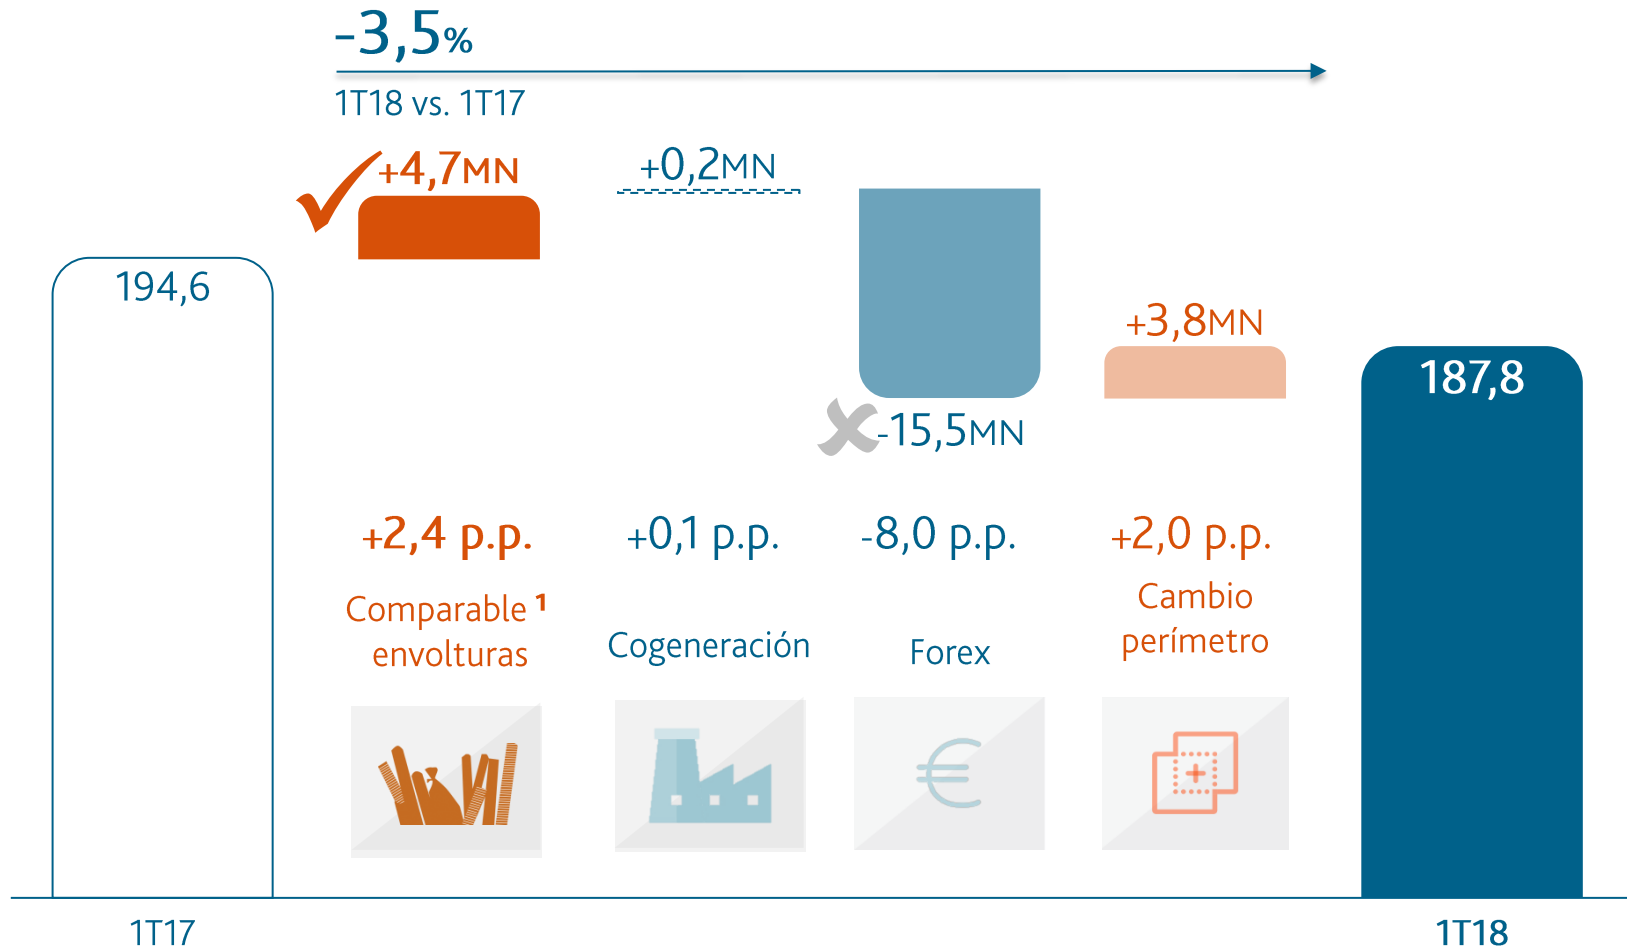 -3,5%
1T18 vs. 1T17
+4,7MN
+0,2MN
194,6
+3,8MN
187,8
-15,5MN
+2,4 p.p.
+0,1 p.p.
-8,0 p.p.
+2,0 p.p.
Comparable 1
envolturas
Cogeneración
Forex
Cambio
perímetro
1T17
1T18